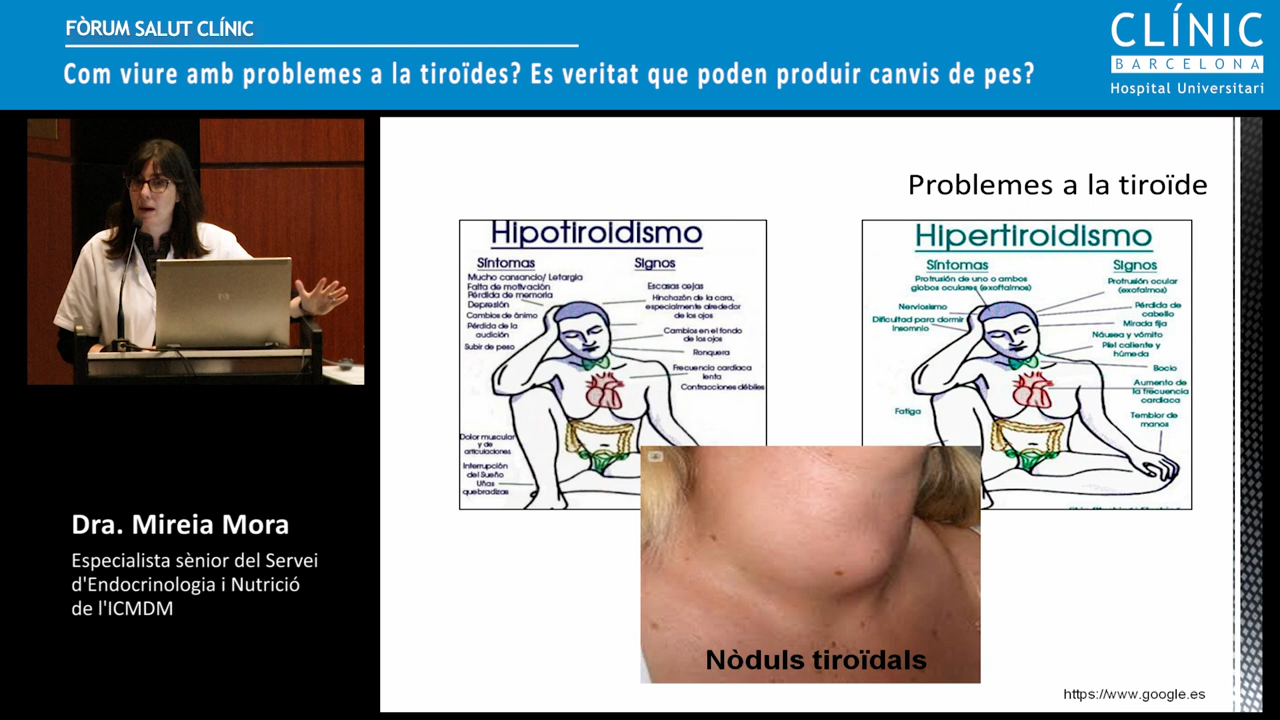 FÒRUM SALUT CLÍNIC
Com viure amb problemes a la tiroïdes? Es veritat que poden produir canvis de pes?
CLÍNIC
BARCELONA
Hospital Universitari
Dra. Mireia Mora
Especialista sènior del Servei
d'Endocrinologia i Nutrició
de l'ICMDM
Problemes a la tiroïde
Hipotiroidismo
Síntomas
Mucho cansancio/ Letargia
Falta de motivación
Pérdida de memoria
Depresión
Cambios de ánimo
Pérdida de la
audición
Subir de peso
Dolor muscular
y de
articulaciones
Interrupción
del Sueño
Uñas
quebradizas
Signos
Escasas cejas
Hinchazón de la cara,
especialmente alrededor
de los ojos
Cambios en el fondo
de los ojos
Ronquera
Frecuencia cardíaca
lenta
Contracciones débiles
Hipertiroidismo
Síntomas
Protrusión de uno o ambos
globos oculares (exoftalmos)
Nerviosismo
Dificultad para dormir
Insomnio
Fatiga
Signos
Protrusión ocular
(exofalmos)
Pérdida de
cabello
Mirada fija
Náusea y vómito
Piel caliente y
húmeda
Bocio
Aumento de
la frecuencia
cardíaca
Temblor de
manos
Nòduls tiroïdals
https://www.google.es